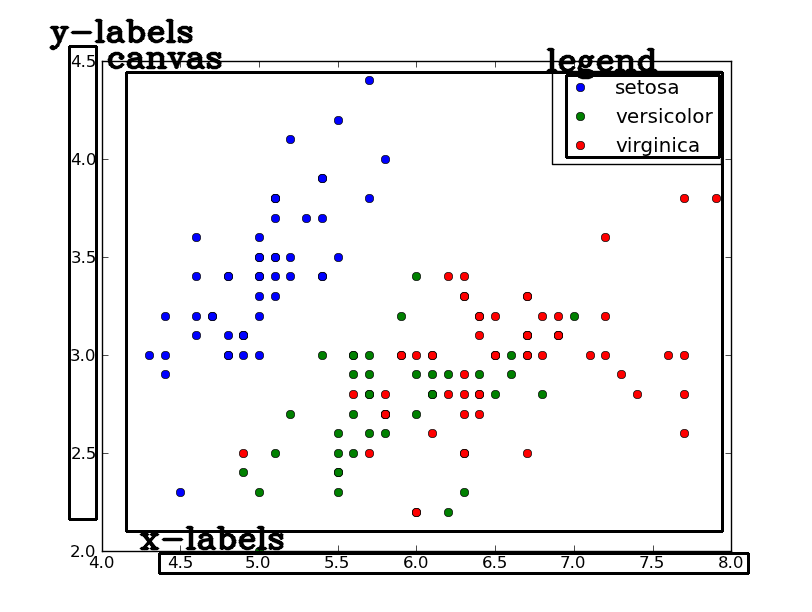 y-labels
canvas
legend
4.5
setosa
versicolor
virginica
4.0
3.5
3.0
2.5
x-labels
2.0
4.0 4.5 5.0 5.5 6.0 6.5 7.0 7.5 8.0